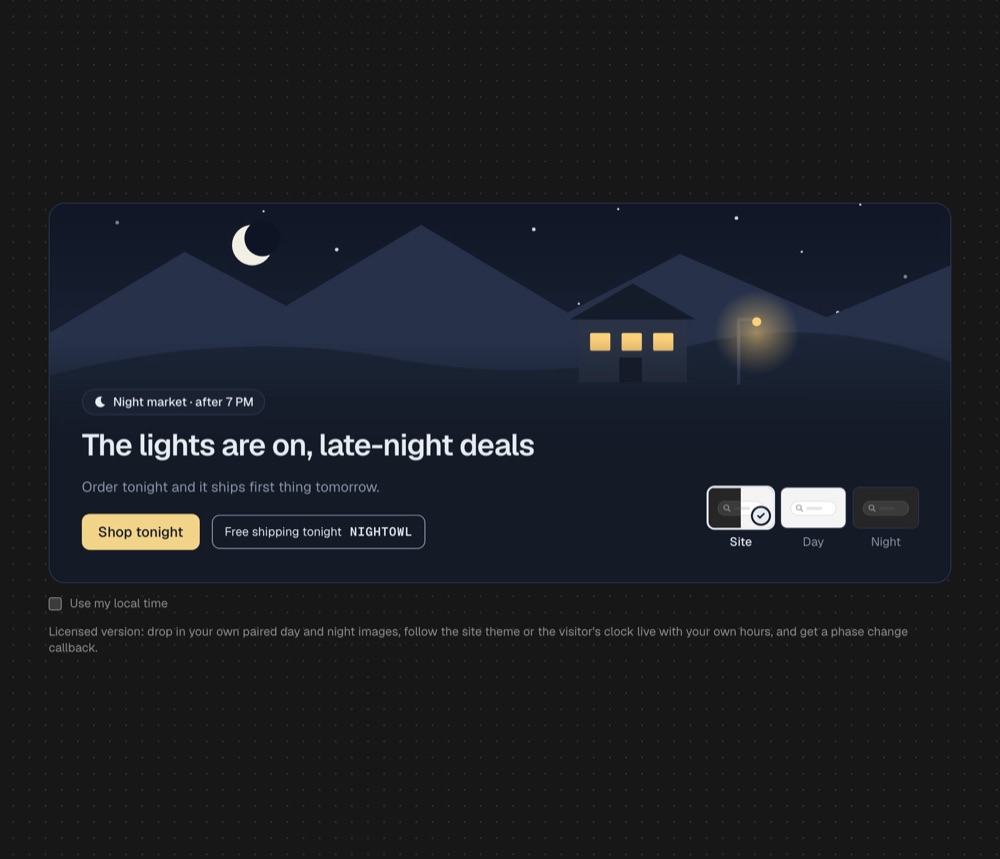 Night market · after 7 PM
The lights are on, late-night deals
Order tonight and it ships first thing tomorrow.
Shop tonight
Free shipping tonight NIGHTOWL
Site
Day
Night
Use my local time
Licensed version: drop in your own paired day and night images, follow the site theme or the visitor's clock live with your own hours, and get a phase change
callback.